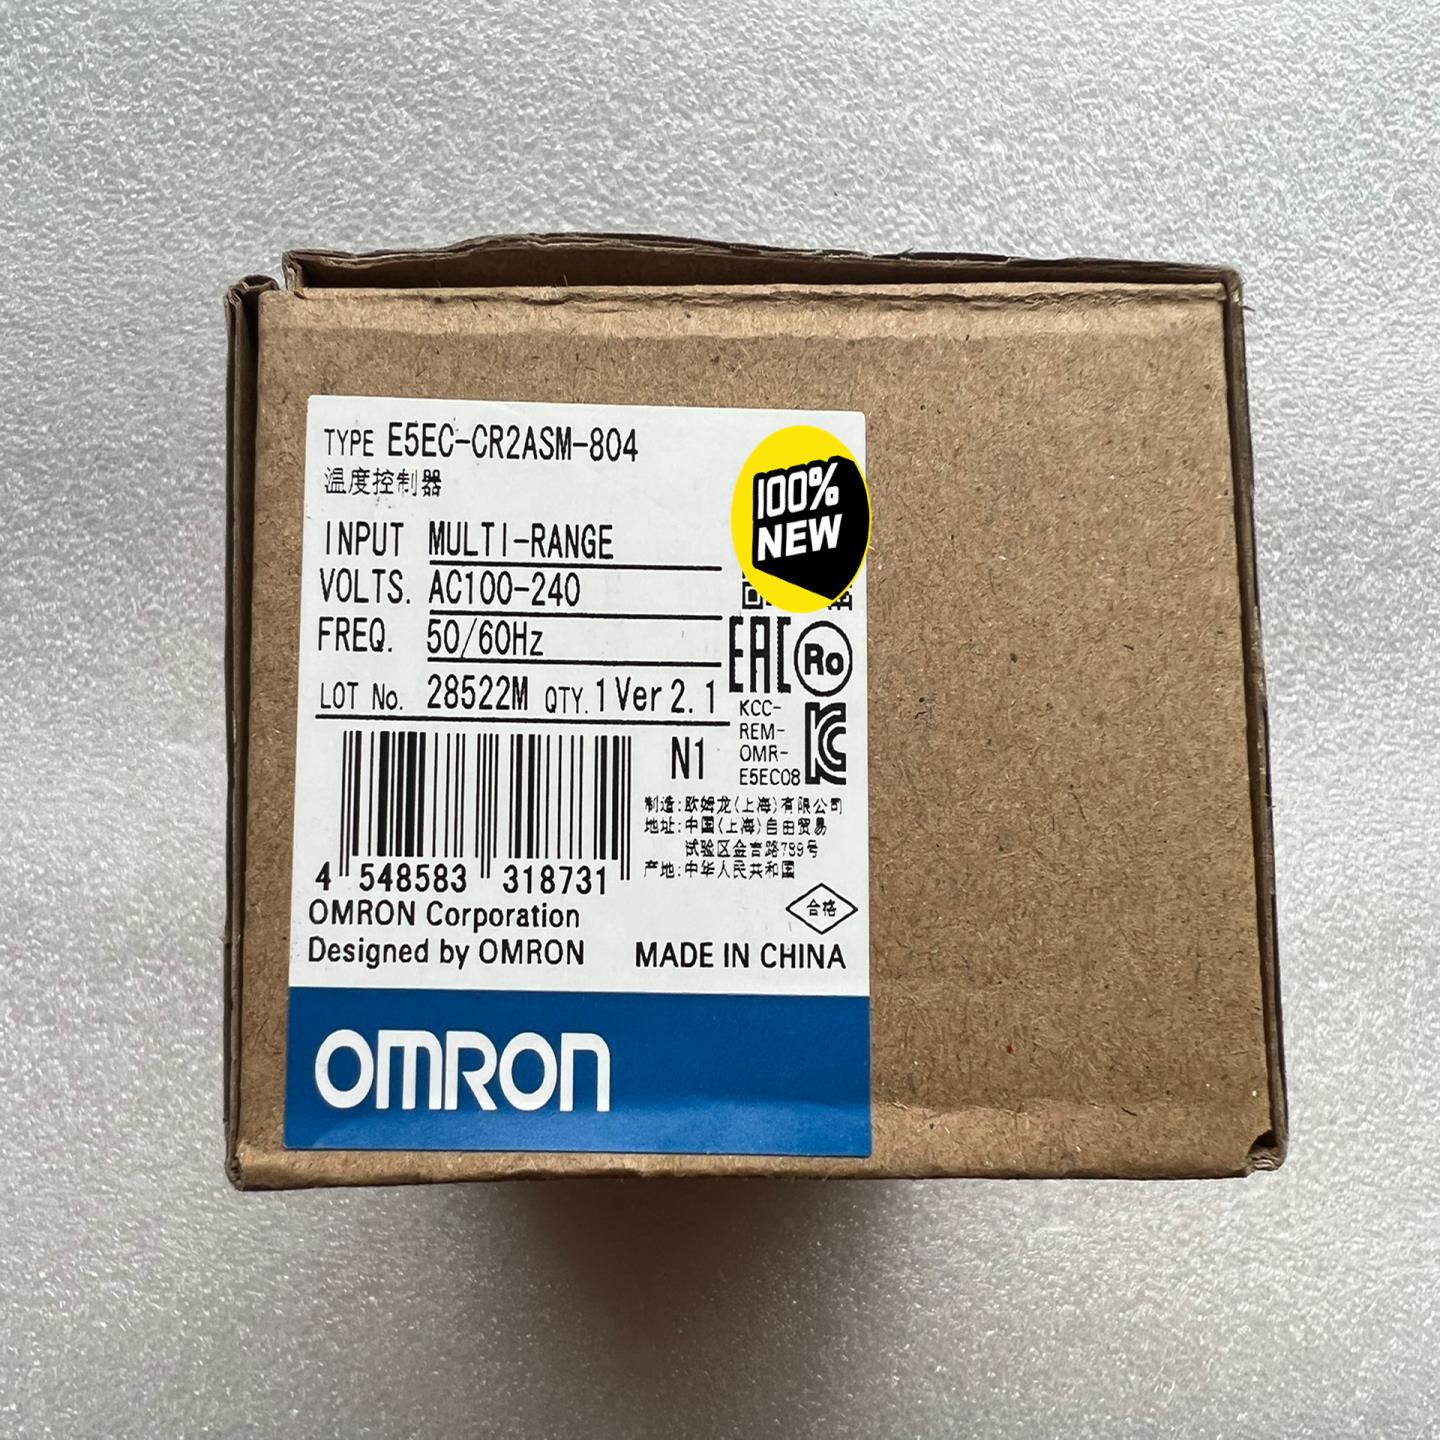 TYPE E5EC-CR2ASM-804
温度控制器
100%
NEW
INPUT MULTI-RANGE
VOLTS. AC100-240
FREQ. 50/60Hz
EAC Ro
LOT No. 28522M QTY. 1 Ver 2.1
KCC-
REM-
OMR-
E5EC08
KC
N1
制造:欧姆龙(上海)有限公司
地址:中国(上海)自由贸易
试验区金吉路789号
产地:中华人民共和国
4 548583 318731
合格
OMRON Corporation
Designed by OMRON MADE IN CHINA
OMRON